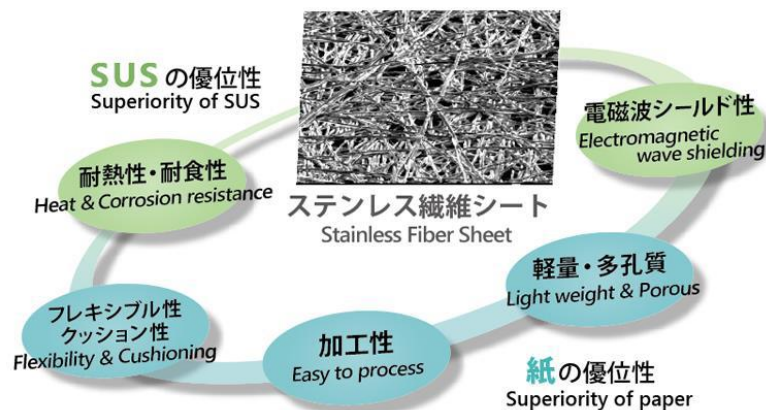 SUSの優位性
Superiority of SUS
電磁波シールド性
Electromagnetic
wave shielding
耐熱性・耐食性
Heat & Corrosion resistance
ステンレス繊維シート
Stainless Fiber Sheet
軽量・多孔質
Light weight & Porous
フレキシブル性
クッション性
Flexibility & Cushioning
加工性
Easy to process
紙の優位性
Superiority of paper